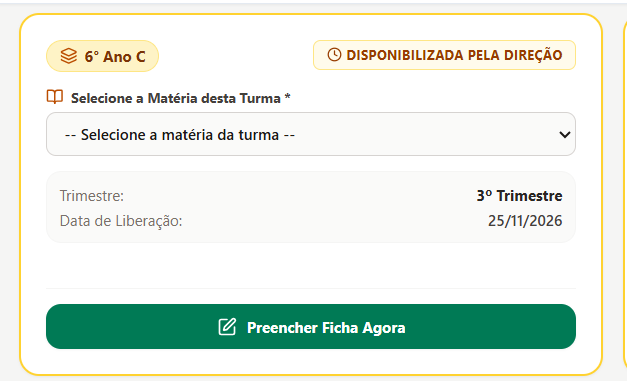 6° Ano C
DISPONIBILIZADA PELA DIREÇÃO
Selecione a Matéria desta Turma *
-- Selecione a matéria da turma --
Trimestre: 3º Trimestre
Data de Liberação: 25/11/2026
Preencher Ficha Agora